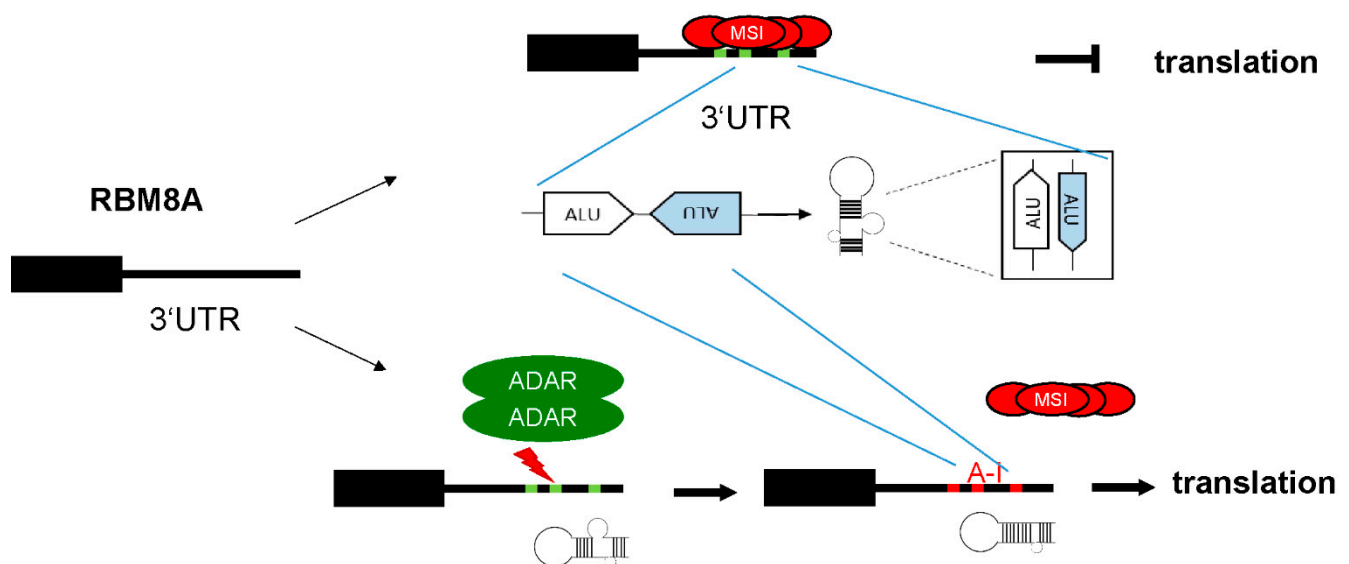 MSI
translation
3‘UTR
RBM8A
ALU
ALU
ALU
ALU
3‘UTR
ADAR
ADAR
MSI
A-I
translation